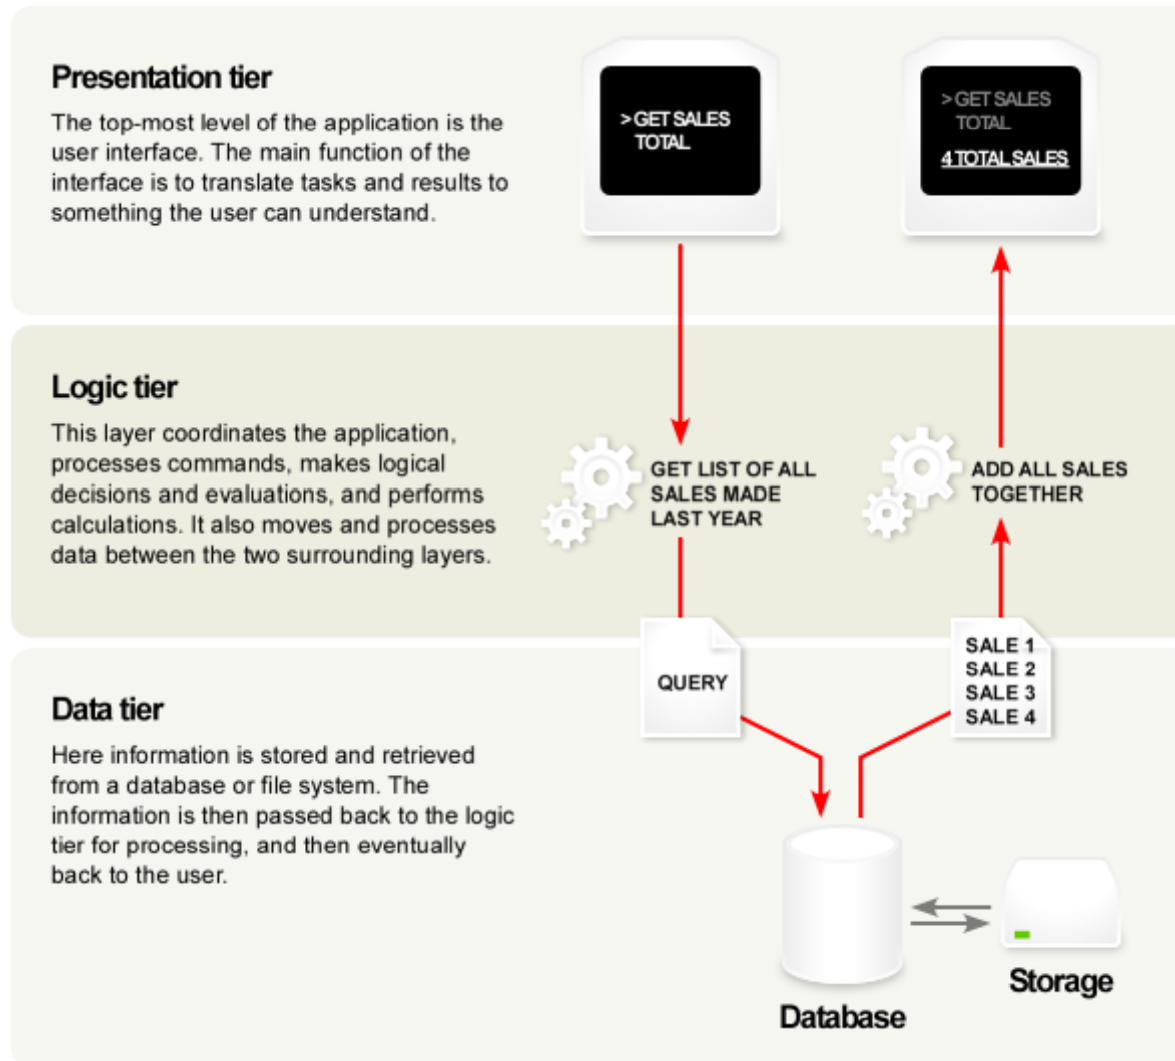 Presentation tier
The top-most level of the application is the
user interface. The main function of the
interface is to translate tasks and results to
something the user can understand.
>GET SALES
TOTAL
>GET SALES
TOTAL
4 TOTAL SALES
Logic tier
This layer coordinates the application,
processes commands, makes logical
decisions and evaluations, and performs
calculations. It also moves and processes
data between the two surrounding layers.
GET LIST OF ALL
SALES MADE
LAST YEAR
ADD ALL SALES
TOGETHER
QUERY
SALE 1
SALE 2
SALE 3
SALE 4
Data tier
Here information is stored and retrieved
from a database or file system. The
information is then passed back to the logic
tier for processing, and then eventually
back to the user.
Database
Storage